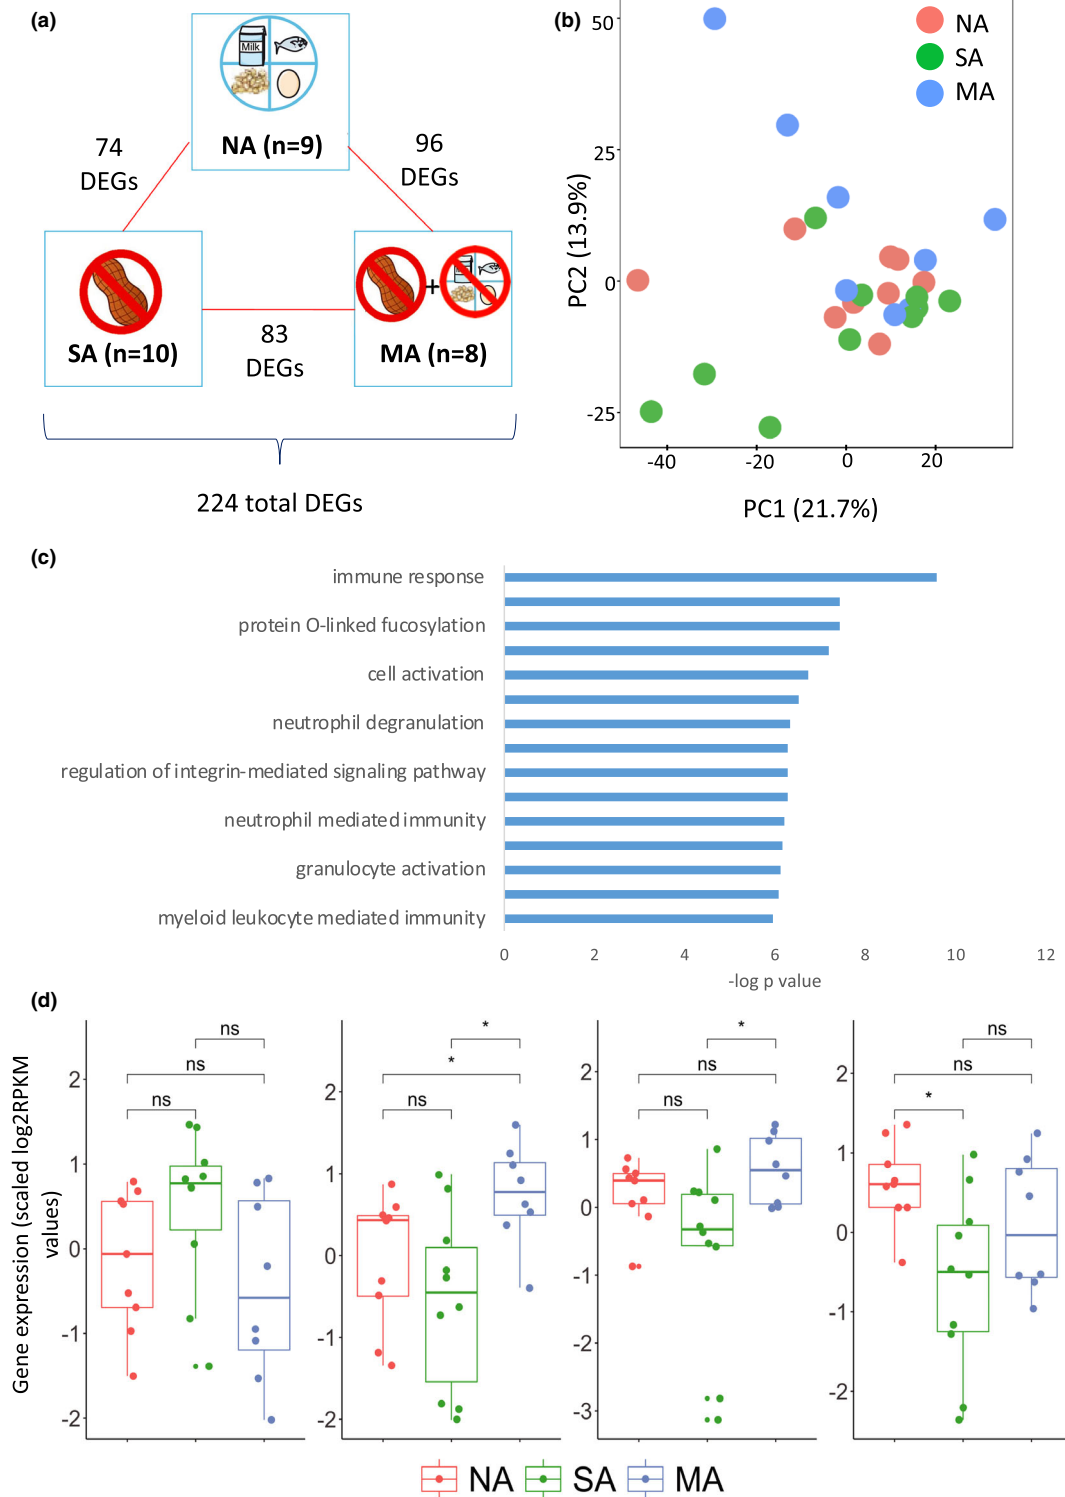 (a)
Milk
NA (n=9)
74
DEGs
96
DEGs
SA (n=10)
+
MA (n=8)
83
DEGs
224 total DEGs
(b)
NA
SA
MA
50
25
0
-25
PC2 (13.9%)
-40
-20
0
20
PC1 (21.7%)
(c)
immune response
protein O-linked fucosylation
cell activation
neutrophil degranulation
regulation of integrin-mediated signaling pathway
neutrophil mediated immunity
granulocyte activation
myeloid leukocyte mediated immunity
0 2 4 6 8 10 12
-log p value
(d)
Gene expression (scaled log2RPKM
values)
ns
ns
ns
2
1
0
-1
-2
*
*
ns
2
1
0
-1
-2
*
ns
ns
2
1
0
-1
-2
-3
ns
ns
*
2
1
0
-1
-2
NA SA MA